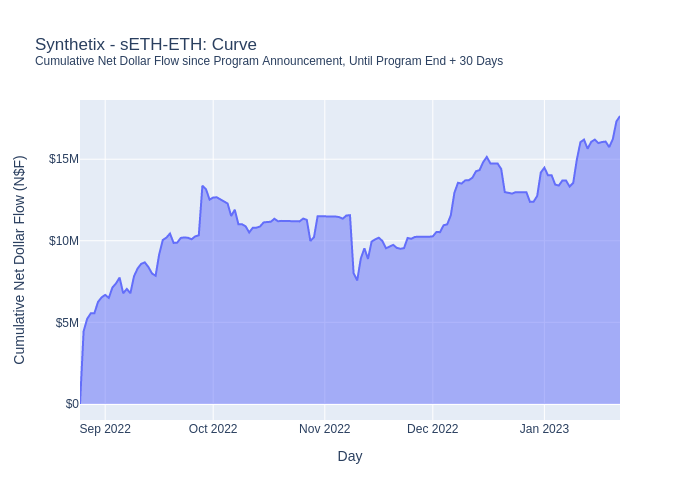 Synthetix - sETH-ETH: Curve
Cumulative Net Dollar Flow since Program Announcement, Until Program End + 30 Days
Cumulative Net Dollar Flow (N$F)
$15M
$10M
$5M
$0
Sep 2022
Oct 2022
Nov 2022
Dec 2022
Jan 2023
Day